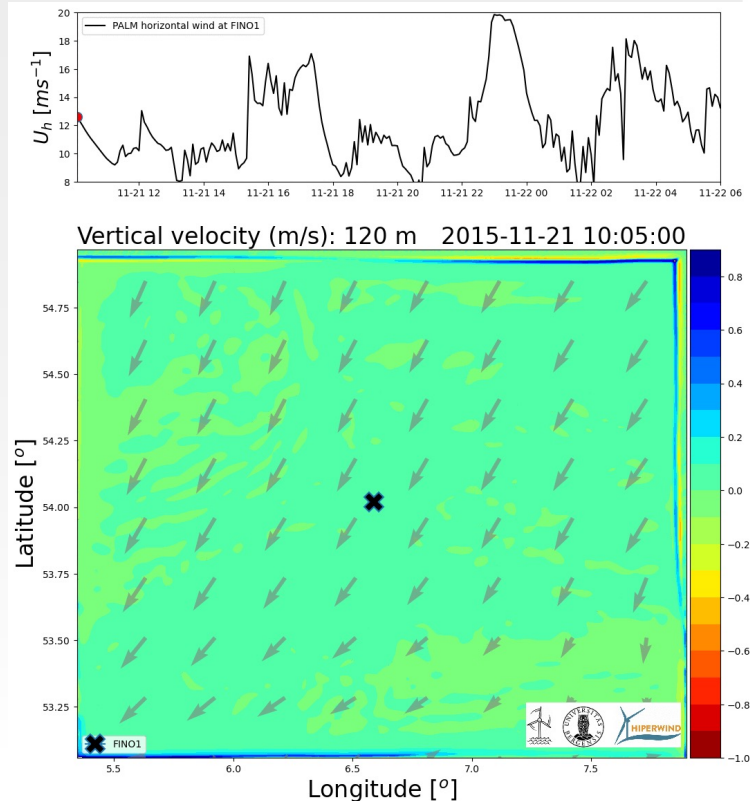 20
18
16
14
12
10
8
U_h [ms⁻¹]
PALM horizontal wind at FINO1
11-21 12 11-21 14 11-21 16 11-21 18 11-21 20 11-21 22 11-22 00 11-22 02 11-22 04 11-22 06
Vertical velocity (m/s): 120 m 2015-11-21 10:05:00
54.75
54.50
54.25
54.00
53.75
53.50
53.25
Latitude [°]
FINO1
UNIVERSITAS BERGENSIS
HIPERWIND
5.5 6.0 6.5 7.0 7.5
Longitude [°]
0.8
0.6
0.4
0.2
0.0
−0.2
−0.4
−0.6
−0.8
−1.0